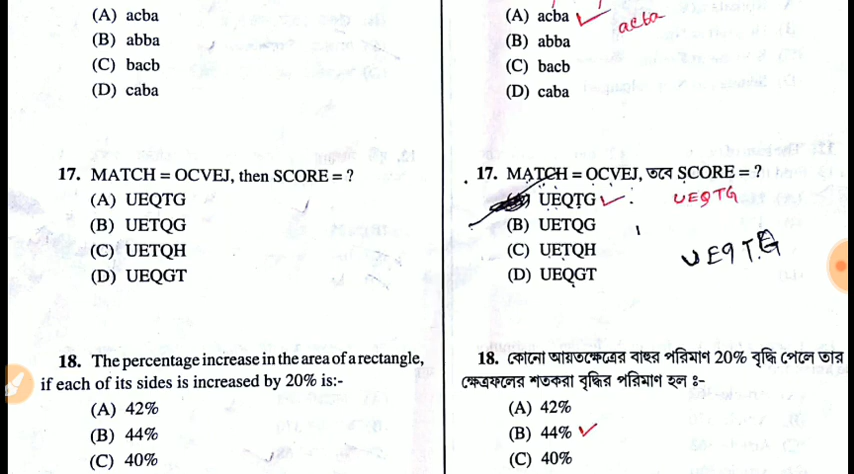 (A) acba
(B) abba
(C) bacb
(D) caba
17. MATCH = OCVEJ, then SCORE = ?
(A) UEQTG
(B) UETQG
(C) UETQH
(D) UEQGT
18. The percentage increase in the area of a rectangle,
if each of its sides is increased by 20% is:-
(A) 42%
(B) 44%
(C) 40%
(A) acba acba
(B) abba
(C) bacb
(D) caba
17. MATCH = OCVEJ, তবে SCORE = ?
UEQTG UEQTG
(B) UETQG
(C) UETQH UEQTG
(D) UEQGT
18. কোনো আয়তক্ষেত্রের বাহুর পরিমাণ 20% বৃদ্ধি পেলে তার
ক্ষেত্রফলের শতকরা বৃদ্ধির পরিমাণ হল ঃ-
(A) 42%
(B) 44%
(C) 40%